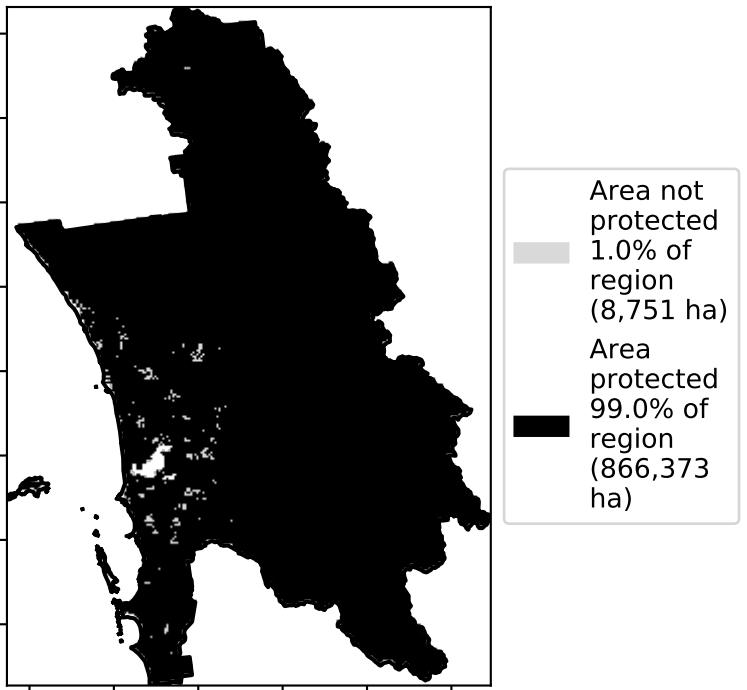 Area not
protected
1.0% of
region
(8,751 ha)
Area
protected
99.0% of
region
(866,373
ha)